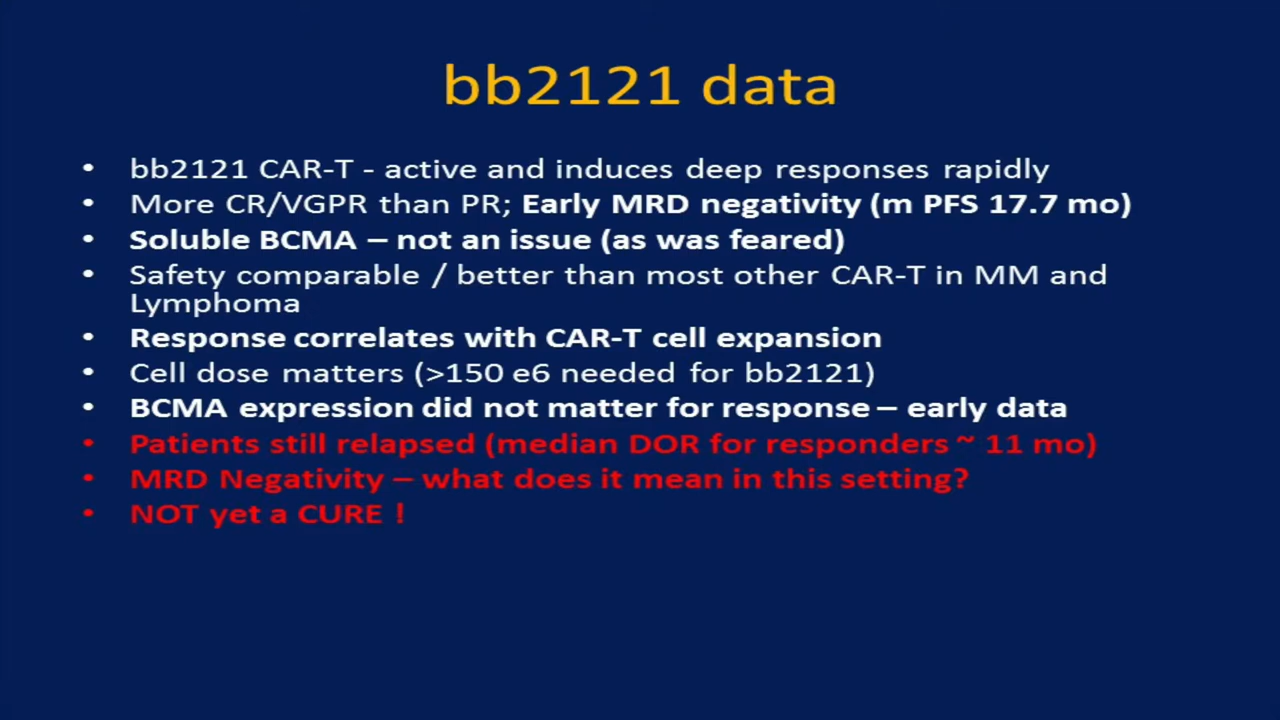 bb2121 data
• bb2121 CAR-T - active and induces deep responses rapidly
• More CR/VGPR than PR; Early MRD negativity (m PFS 17.7 mo)
• Soluble BCMA – not an issue (as was feared)
• Safety comparable / better than most other CAR-T in MM and
Lymphoma
• Response correlates with CAR-T cell expansion
• Cell dose matters (>150 e6 needed for bb2121)
• BCMA expression did not matter for response – early data
• Patients still relapsed (median DOR for responders ~ 11 mo)
• MRD Negativity – what does it mean in this setting?
• NOT yet a CURE !